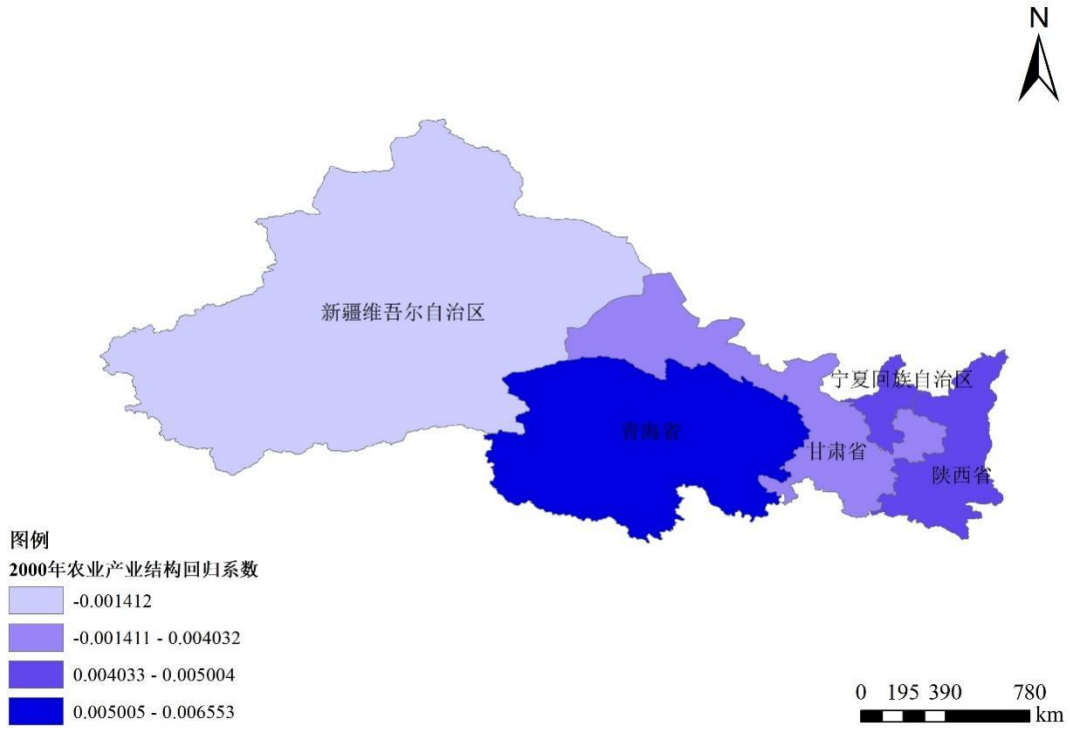 N
新疆维吾尔自治区
宁夏回族自治区
青海省
甘肃省
陕西省
图例
2000年农业产业结构回归系数
-0.001412
-0.001411 - 0.004032
0.004033 - 0.005004
0.005005 - 0.006553
0 195 390 780
km